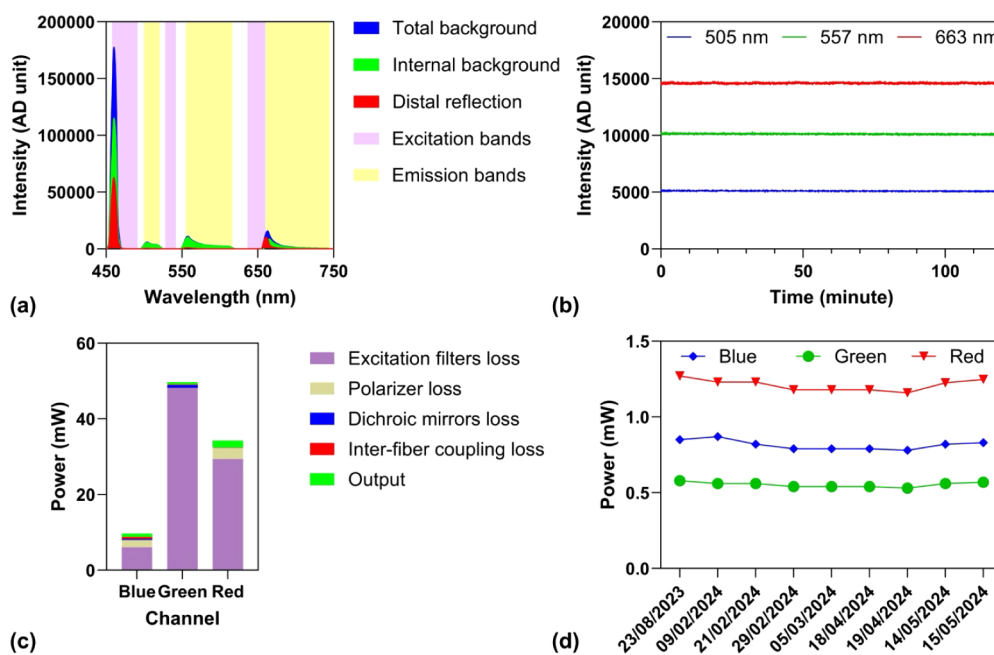 200000
150000
100000
50000
0
450
550
650
750
Intensity (AD unit)
Wavelength (nm)
Total background
Internal background
Distal reflection
Excitation bands
Emission bands
(a)
20000
15000
10000
5000
0
0
50
100
Intensity (AD unit)
Time (minute)
505 nm
557 nm
663 nm
(b)
60
40
20
0
Power (mW)
Blue
Green
Red
Channel
Excitation filters loss
Polarizer loss
Dichroic mirrors loss
Inter-fiber coupling loss
Output
(c)
1.5
1.0
0.5
0.0
Power (mW)
Blue
Green
Red
23/08/2023
09/02/2024
21/02/2024
29/02/2024
05/03/2024
18/04/2024
19/04/2024
14/05/2024
15/05/2024
(d)